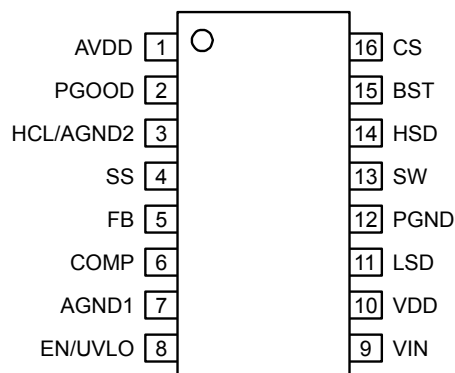 AVDD 1 16 CS
PGOOD 2 15 BST
HCL/AGND2 3 14 HSD
SS 4 13 SW
FB 5 12 PGND
COMP 6 11 LSD
AGND1 7 10 VDD
EN/UVLO 8 9 VIN